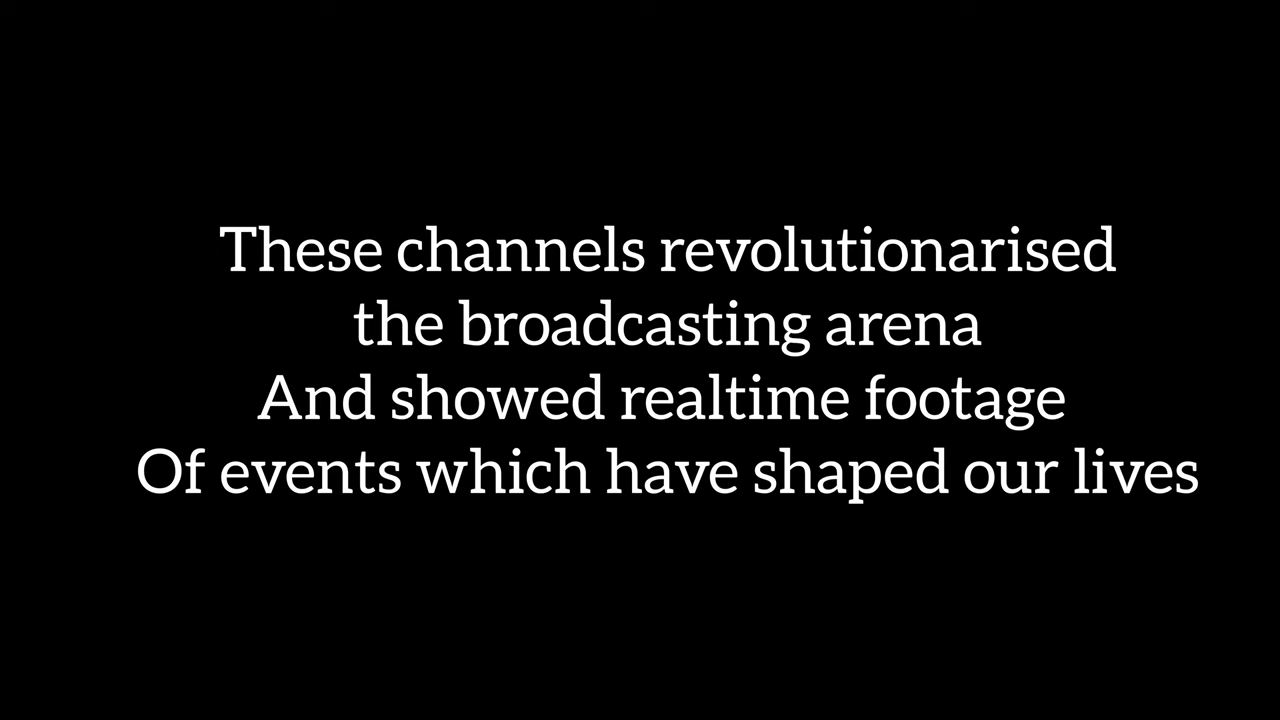 These channels revolutionarised
the broadcasting arena
And showed realtime footage
Of events which have shaped our lives